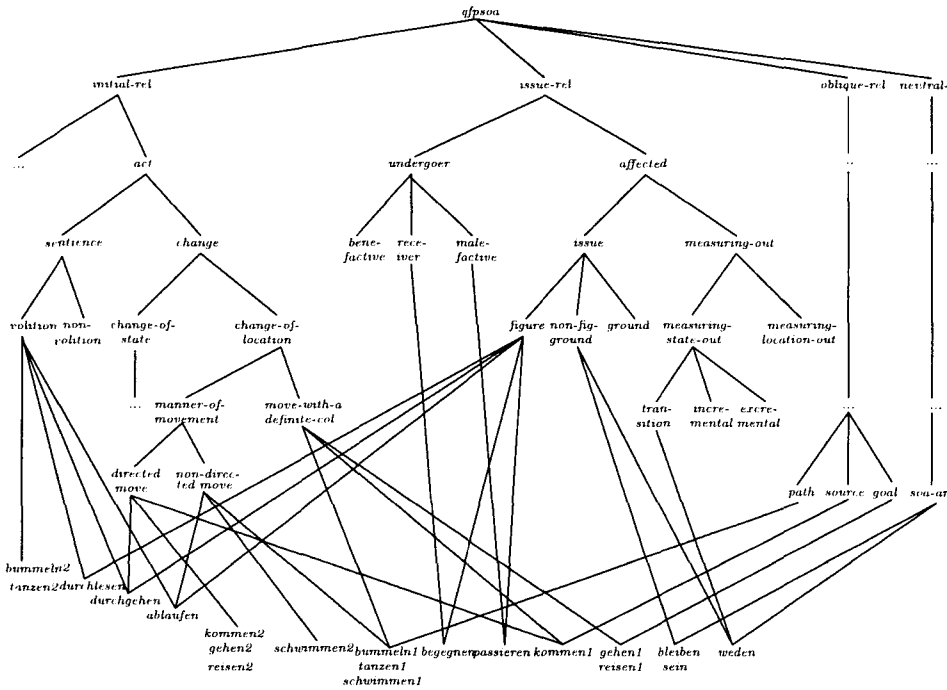 qfpsoa
initial-rel issue-rel oblique-rel neutral-
... act undergoer affected .. ...
sentience change bene- rece- male- issue measuring-out
factive iver factive
volition non- change-of- change-of- figure non-fig- ground measuring- measuring-
volition state location ground state-out location-out
... manner-of- move-with-a tran- incre- excre- ... ...
movement definite-col sition mental mental
directed non-direc- path source goal soa-ar
move ted move
bummeln2
tanzen2 durchlesen
durchgehen
ablaufen
kommen2
gehen2 schwimmen2 bummeln1 begegnen passieren kommen1 gehen1 bleiben weden
reisen2 tanzen1 reisen1 sein
schwimmen1